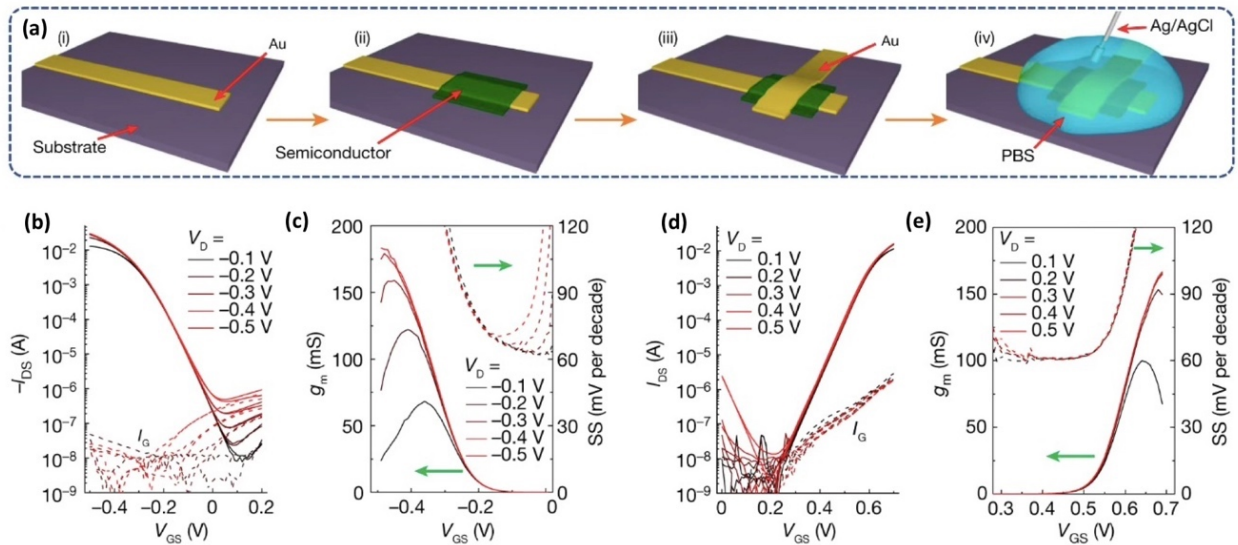 (a)
(i)
Au
Substrate
(ii)
Semiconductor
(iii)
Au
(iv)
Ag/AgCl
PBS
(b)
10⁻²
10⁻³
10⁻⁴
10⁻⁵
10⁻⁶
10⁻⁷
10⁻⁸
10⁻⁹
−I_DS (A)
V_D =
−0.1 V
−0.2 V
−0.3 V
−0.4 V
−0.5 V
I_G
−0.4 −0.2 0 0.2
V_GS (V)
(c)
200
150
100
50
0
g_m (mS)
V_D =
−0.1 V
−0.2 V
−0.3 V
−0.4 V
−0.5 V
120
90
60
30
0
SS (mV per decade)
−0.4 −0.2 0
V_GS (V)
(d)
10⁻²
10⁻³
10⁻⁴
10⁻⁵
10⁻⁶
10⁻⁷
10⁻⁸
10⁻⁹
I_DS (A)
V_D =
0.1 V
0.2 V
0.3 V
0.4 V
0.5 V
I_G
0 0.2 0.4 0.6
V_GS (V)
(e)
200
150
100
50
0
g_m (mS)
V_D =
0.1 V
0.2 V
0.3 V
0.4 V
0.5 V
120
90
60
30
0
SS (mV per decade)
0.3 0.4 0.5 0.6 0.7
V_GS (V)